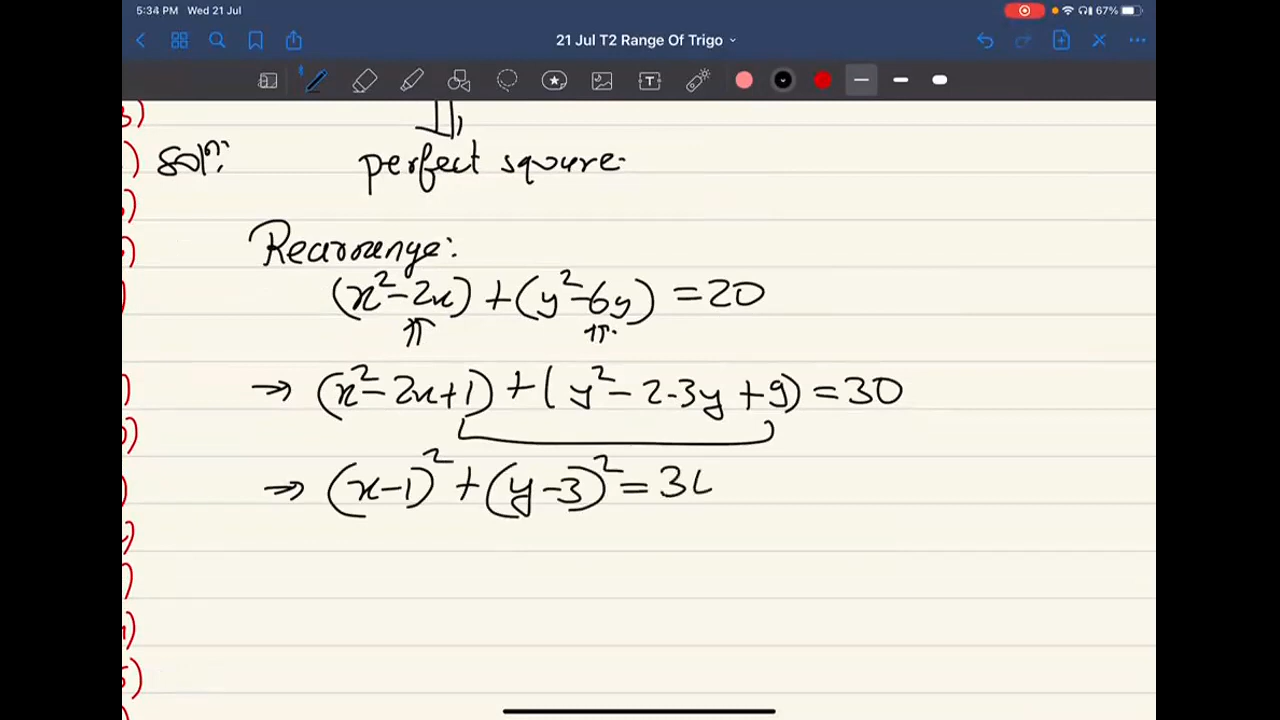 5:34 PM Wed 21 Jul
67%
21 Jul T2 Range Of Trigo
Solⁿ:
perfect square
Rearrange:
(x²-2x) + (y²-6y) = 20
⇒ (x²-2x+1) + (y²-2·3y+9) = 30
⇒ (x-1)² + (y-3)² = 3